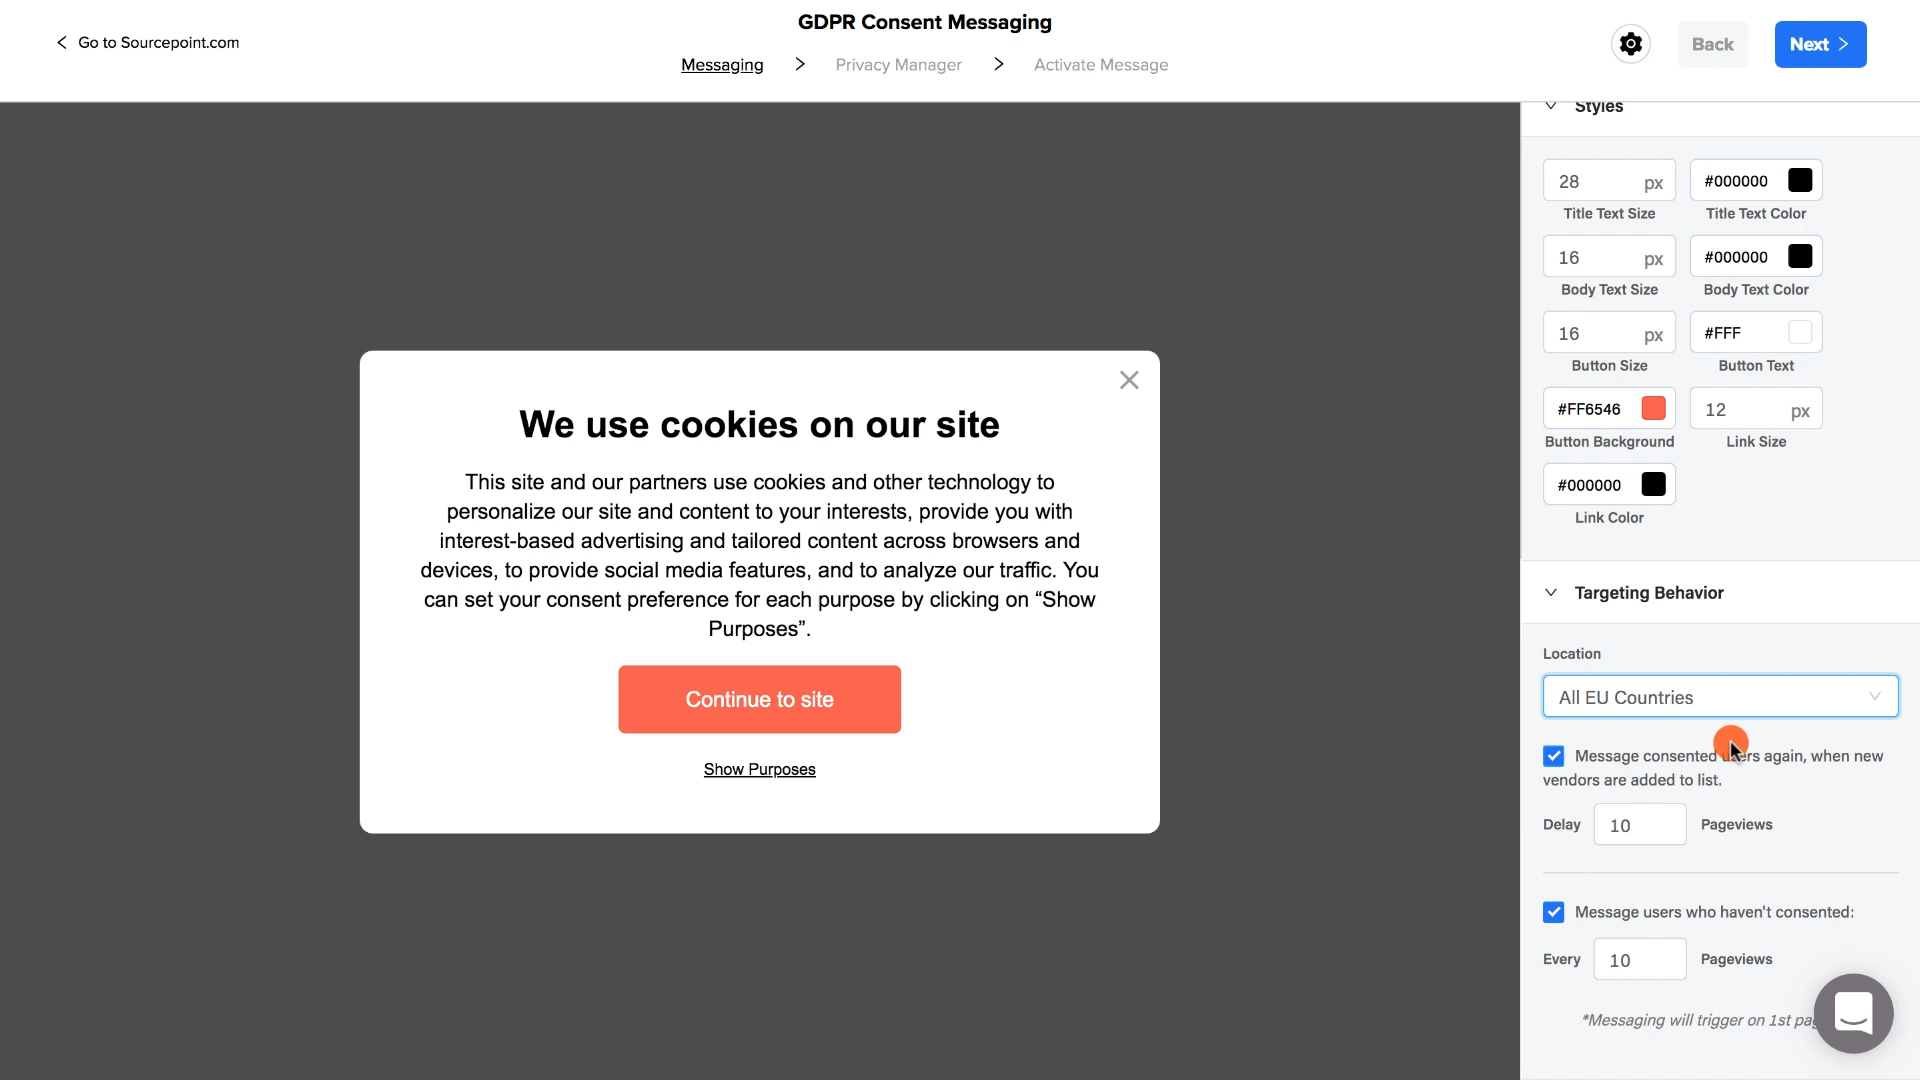 GDPR Consent Messaging
Go to Sourcepoint.com
Messaging
Privacy Manager
Activate Message
Back
Next
Styles
28 px
#000000
Title Text Size
Title Text Color
16 px
#000000
Body Text Size
Body Text Color
16 px
#FFF
Button Size
Button Text
#FF6546
12 px
Button Background
Link Size
#000000
Link Color
We use cookies on our site
This site and our partners use cookies and other technology to
personalize our site and content to your interests, provide you with
interest-based advertising and tailored content across browsers and
devices, to provide social media features, and to analyze our traffic. You
can set your consent preference for each purpose by clicking on “Show
Purposes”.
Continue to site
Show Purposes
Targeting Behavior
Location
All EU Countries
Message consented users again, when new
vendors are added to list.
Delay 10 Pageviews
Message users who haven't consented:
Every 10 Pageviews
*Messaging will trigger on 1st